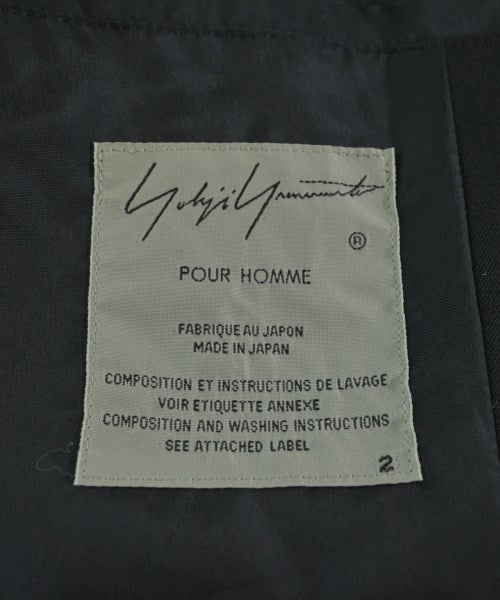 Yohji Yamamoto
®
POUR HOMME
FABRIQUE AU JAPON
MADE IN JAPAN
COMPOSITION ET INSTRUCTIONS DE LAVAGE
VOIR ETIQUETTE ANNEXE
COMPOSITION AND WASHING INSTRUCTIONS
SEE ATTACHED LABEL
2